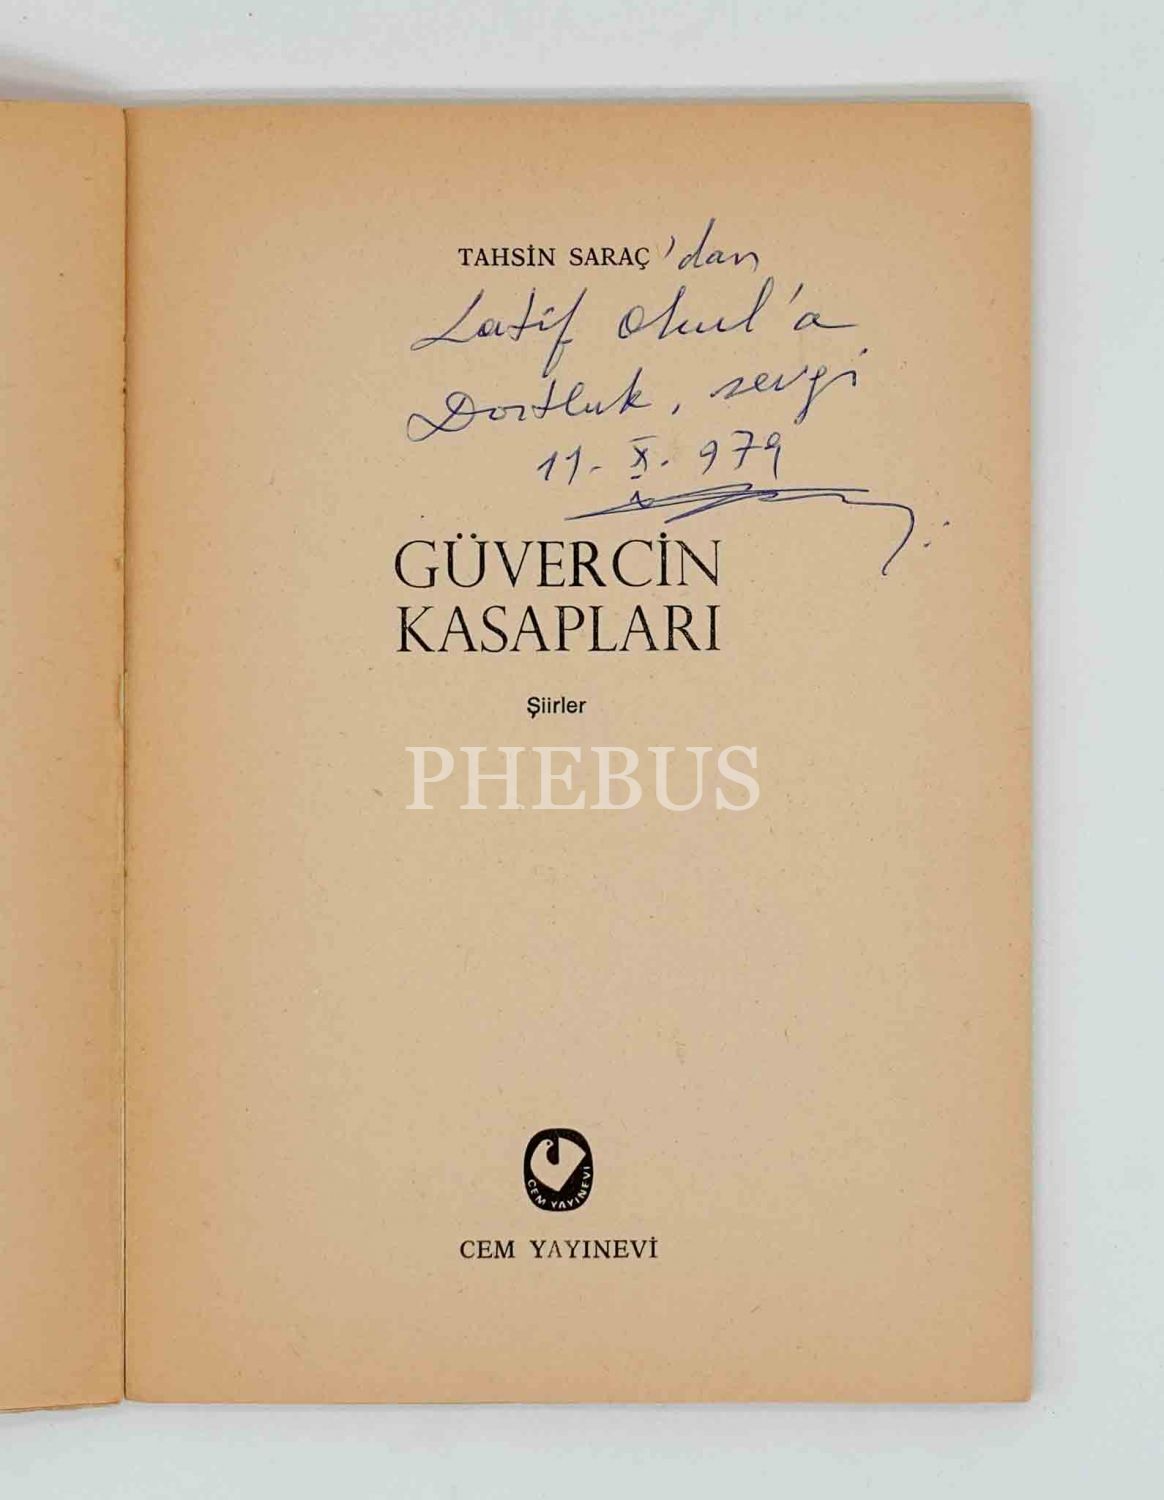 TAHSİN SARAÇ 'dan
Latif Okul'a
Dostluk, sevgi
11. X. 979
GÜVERCİN
KASAPLARI
Şiirler
PHEBUS
CEM YAYINEVİ
CEM YAYINEVİ